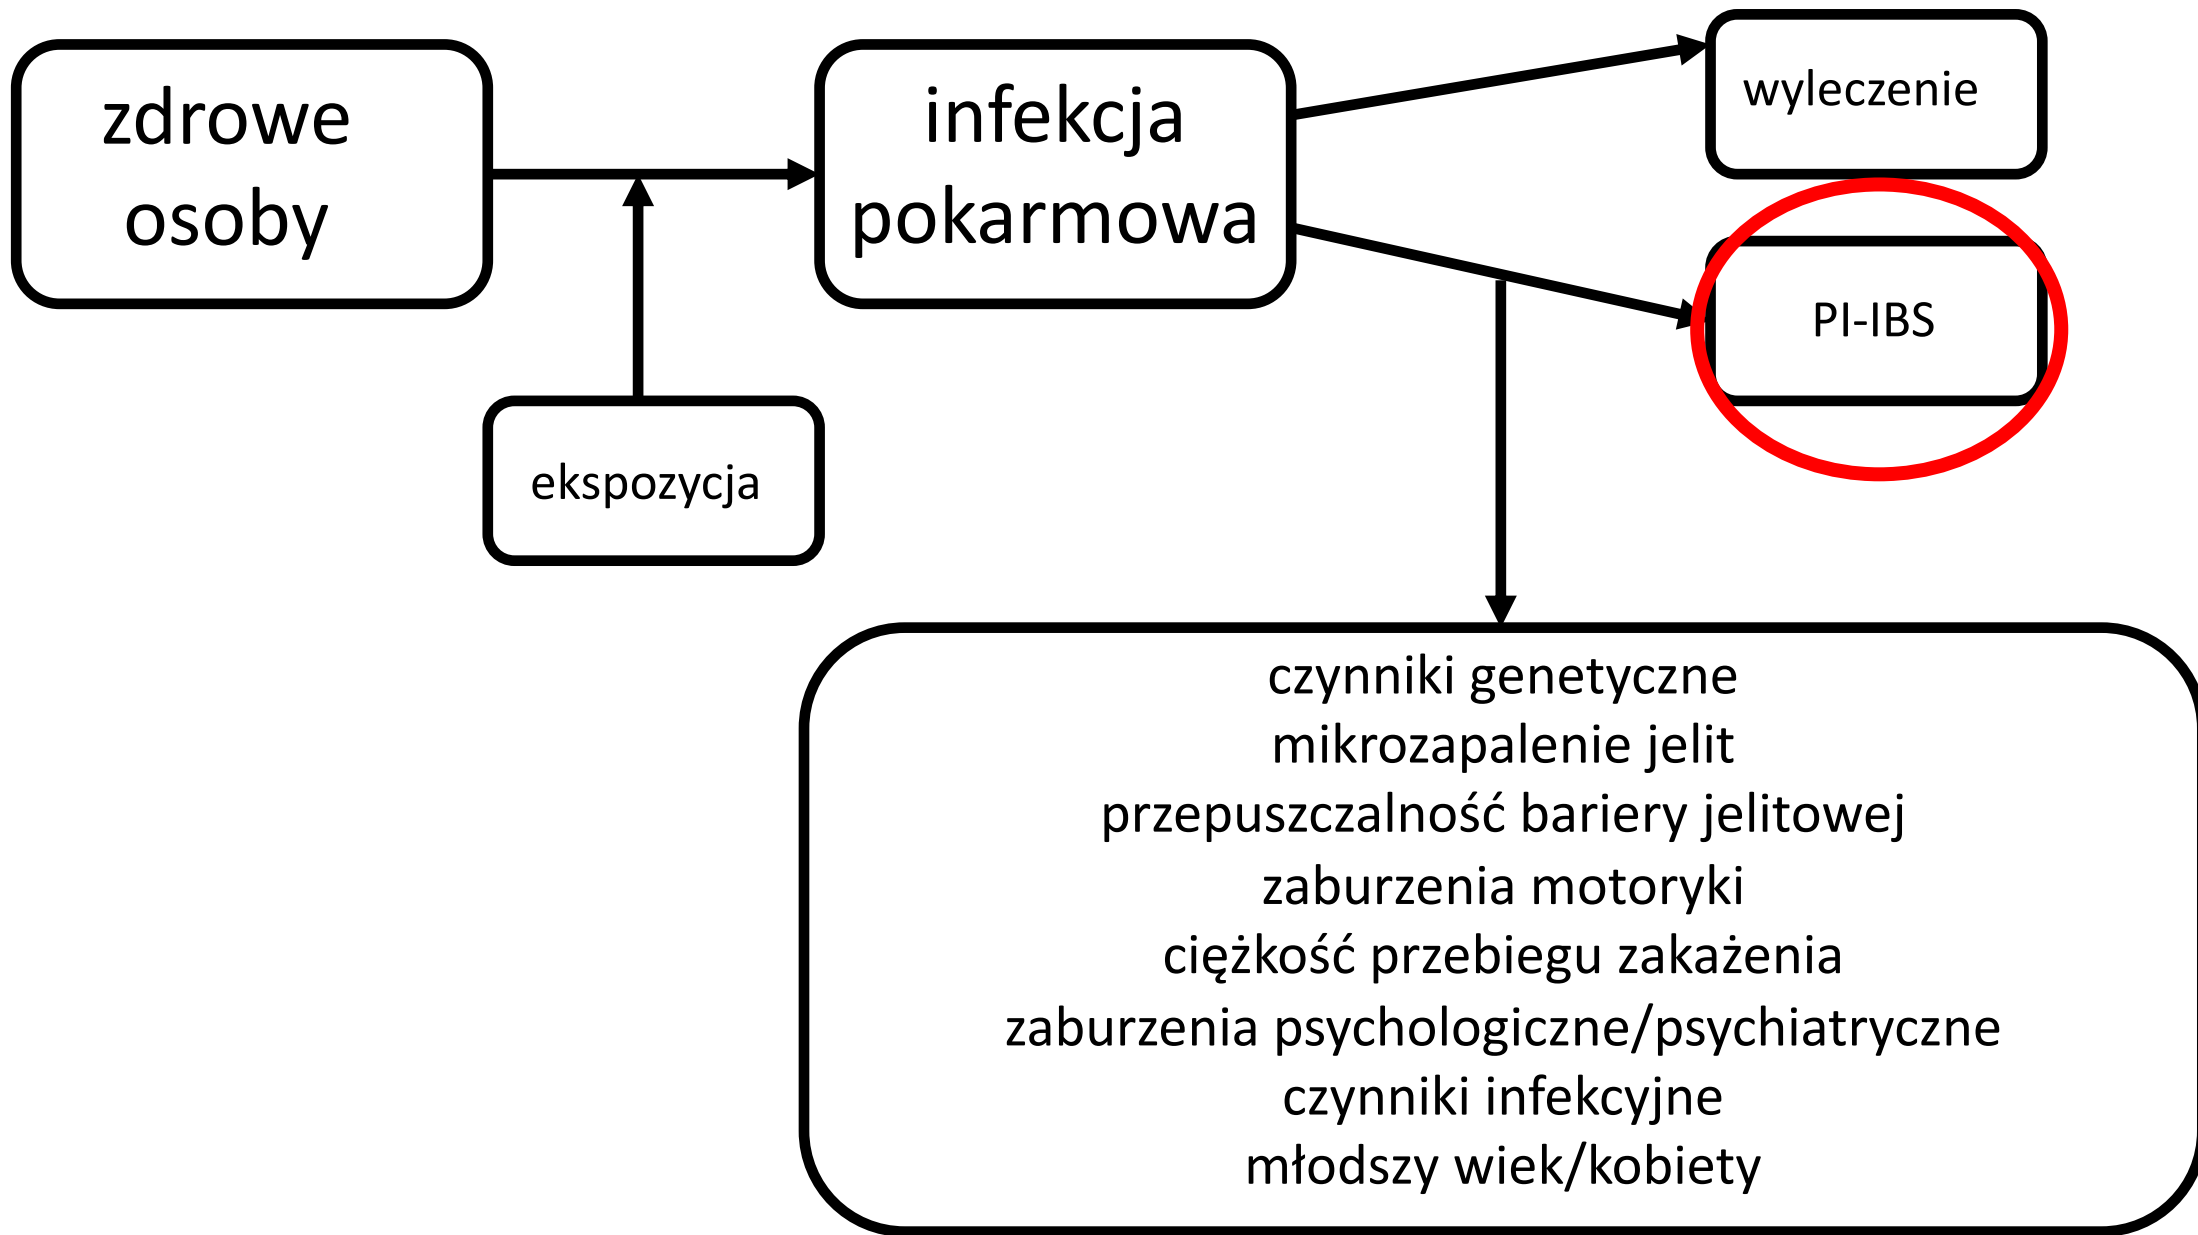 zdrowe
osoby
infekcja
pokarmowa
wyleczenie
PI-IBS
ekspozycja
czynniki genetyczne
mikrozapalenie jelit
przepuszczalność bariery jelitowej
zaburzenia motoryki
ciężkość przebiegu zakażenia
zaburzenia psychologiczne/psychiatryczne
czynniki infekcyjne
młodszy wiek/kobiety